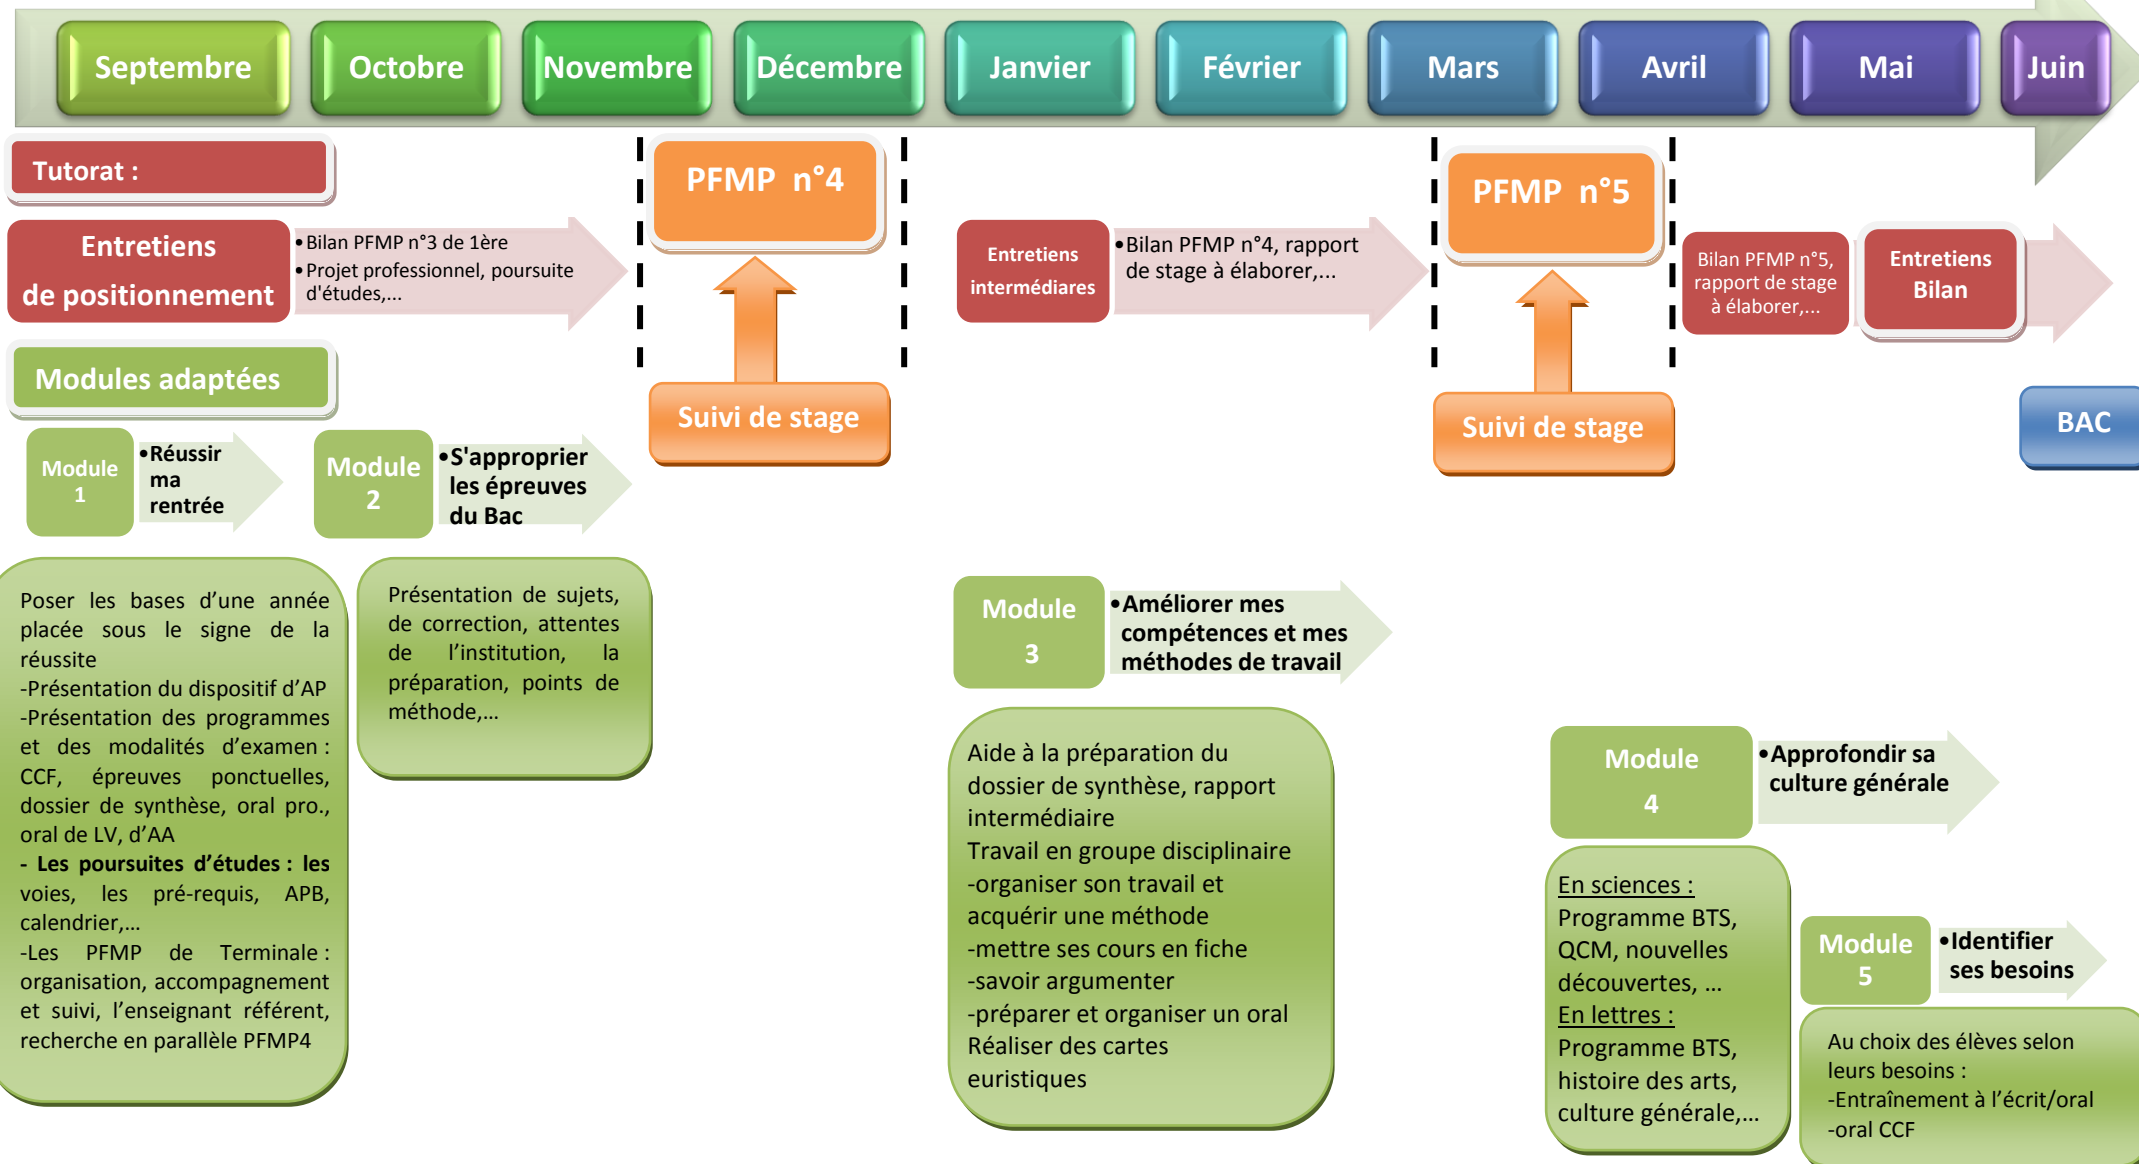 Septembre
Octobre
Novembre
Décembre
Janvier
Février
Mars
Avril
Mai
Juin
Tutorat :
PFMP n°4
PFMP n°5
Entretiens
de positionnement
•Bilan PFMP n°3 de 1ère
•Projet professionnel, poursuite
d'études,...
Entretiens
intermédiares
•Bilan PFMP n°4, rapport
de stage à élaborer,...
Bilan PFMP n°5,
rapport de stage
à élaborer,...
Entretiens
Bilan
Modules adaptées
Suivi de stage
Suivi de stage
BAC
Module
1
•Réussir
ma
rentrée
Module
2
•S'approprier
les épreuves
du Bac
Poser les bases d’une année
placée sous le signe de la
réussite
-Présentation du dispositif d’AP
-Présentation des programmes
et des modalités d’examen :
CCF, épreuves ponctuelles,
dossier de synthèse, oral pro.,
oral de LV, d’AA
- Les poursuites d’études : les
voies, les pré-requis, APB,
calendrier,…
-Les PFMP de Terminale :
organisation, accompagnement
et suivi, l’enseignant référent,
recherche en parallèle PFMP4
Présentation de sujets,
de correction, attentes
de l’institution, la
préparation, points de
méthode,…
Module
3
•Améliorer mes
compétences et mes
méthodes de travail
Aide à la préparation du
dossier de synthèse, rapport
intermédiaire
Travail en groupe disciplinaire
-organiser son travail et
acquérir une méthode
-mettre ses cours en fiche
-savoir argumenter
-préparer et organiser un oral
Réaliser des cartes
euristiques
Module
4
•Approfondir sa
culture générale
En sciences :
Programme BTS,
QCM, nouvelles
découvertes, …
En lettres :
Programme BTS,
histoire des arts,
culture générale,…
Module
5
•Identifier
ses besoins
Au choix des élèves selon
leurs besoins :
-Entraînement à l’écrit/oral
-oral CCF